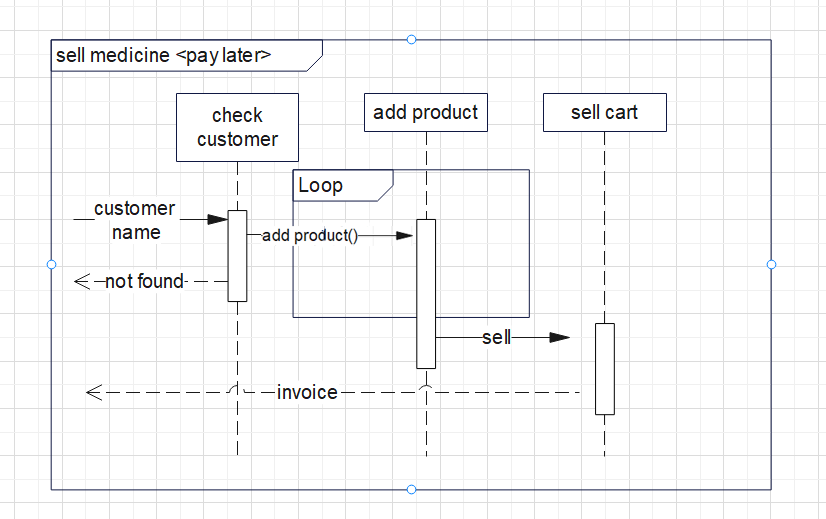 sell medicine <pay later>
check
customer
add product
sell cart
Loop
customer
name
add product()
not found
sell
invoice